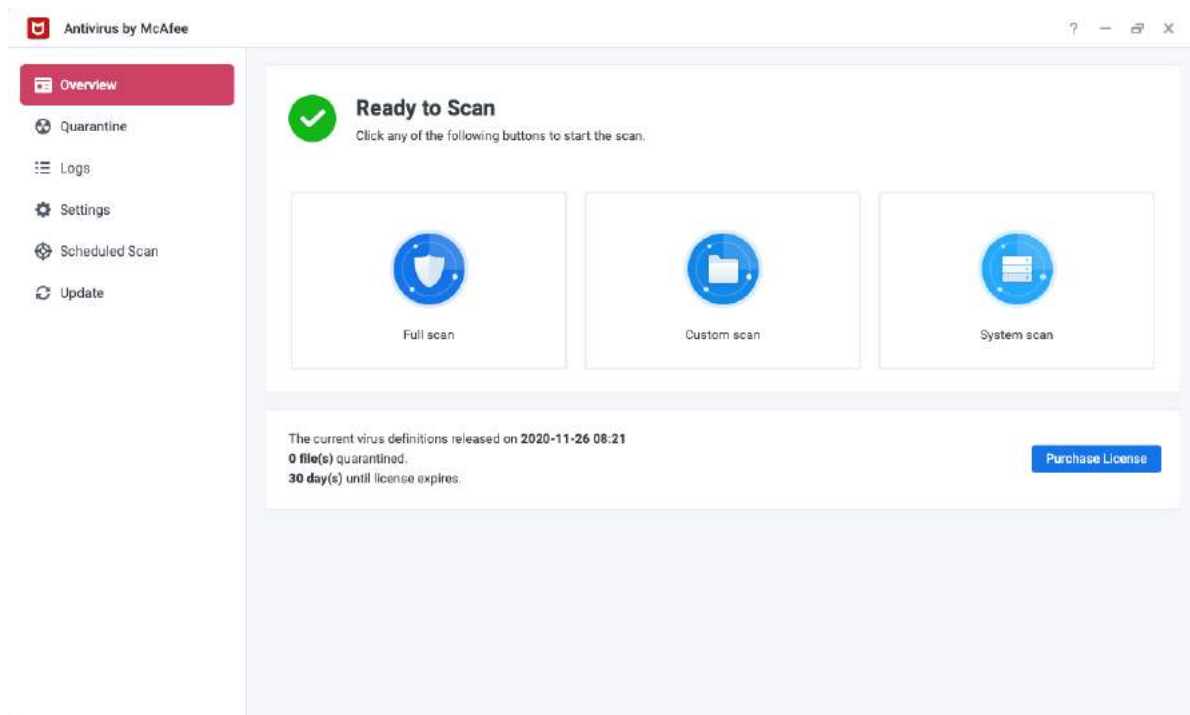 Antivirus by McAfee
?
Overview
Quarantine
Logs
Settings
Scheduled Scan
Update
Ready to Scan
Click any of the following buttons to start the scan.
Full scan
Custom scan
System scan
The current virus definitions released on 2020-11-26 08:21
0 file(s) quarantined.
30 day(s) until license expires.
Purchase License